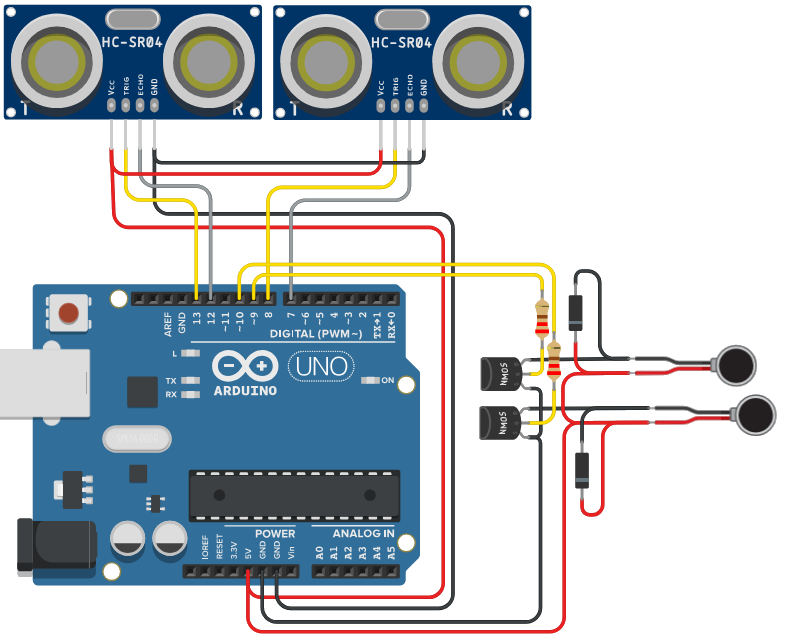 HC-SR04
Vcc TRIG ECHO GND
T R
HC-SR04
Vcc TRIG ECHO GND
T R
AREF GND 13 12 ~11 ~10 ~9 8 7 ~6 ~5 4 ~3 2 TX→1 RX←0
DIGITAL (PWM~)
L
TX
RX
ARDUINO
UNO
ON
NMOS
NMOS
POWER
ANALOG IN
IOREF RESET 3.3V 5V GND GND Vin A0 A1 A2 A3 A4 A5